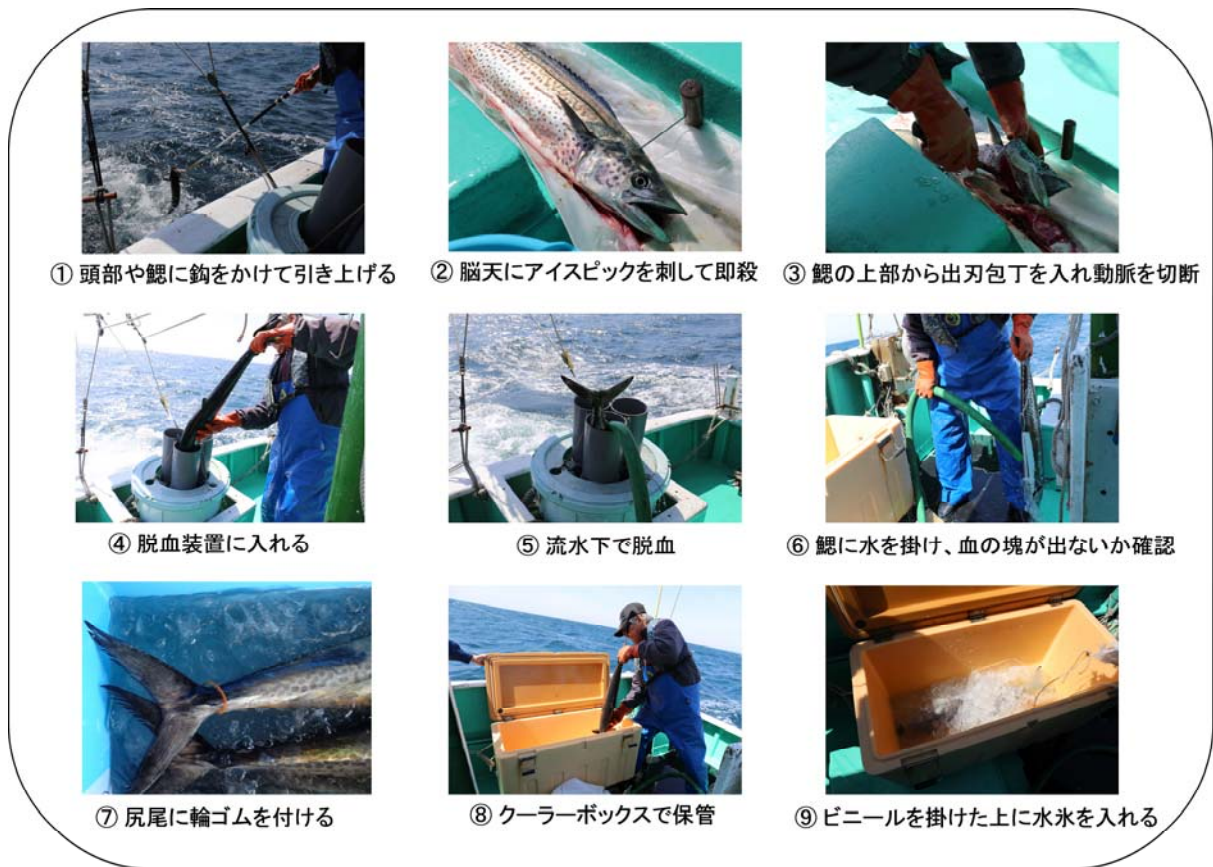 ① 頭部や鰓に鈎をかけて引き上げる
② 脳天にアイスピックを刺して即殺
③ 鰓の上部から出刃包丁を入れ動脈を切断
④ 脱血装置に入れる
⑤ 流水下で脱血
⑥ 鰓に水を掛け、血の塊が出ないか確認
⑦ 尻尾に輪ゴムを付ける
⑧ クーラーボックスで保管
⑨ ビニールを掛けた上に水氷を入れる